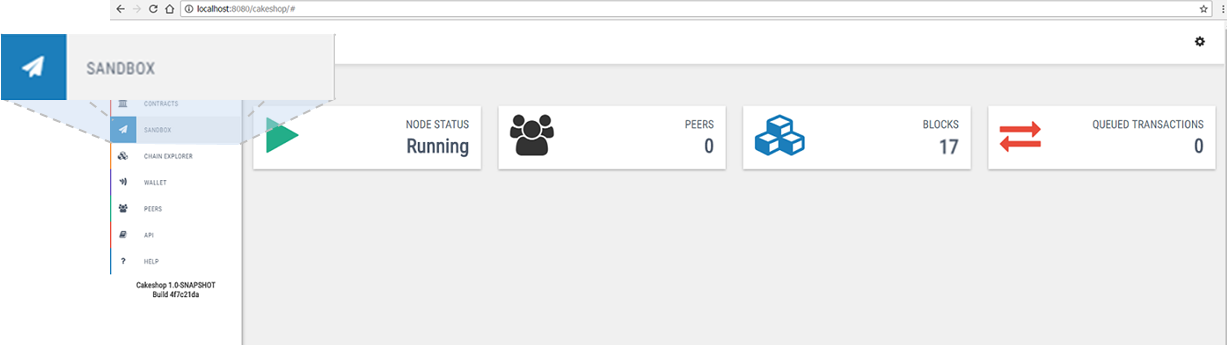 localhost:8080/cakeshop/#
SANDBOX
CONTRACTS
SANDBOX
CHAIN EXPLORER
WALLET
PEERS
API
HELP
Cakeshop 1.0-SNAPSHOT
Build 4f7c21da
NODE STATUS
Running
PEERS
0
BLOCKS
17
QUEUED TRANSACTIONS
0